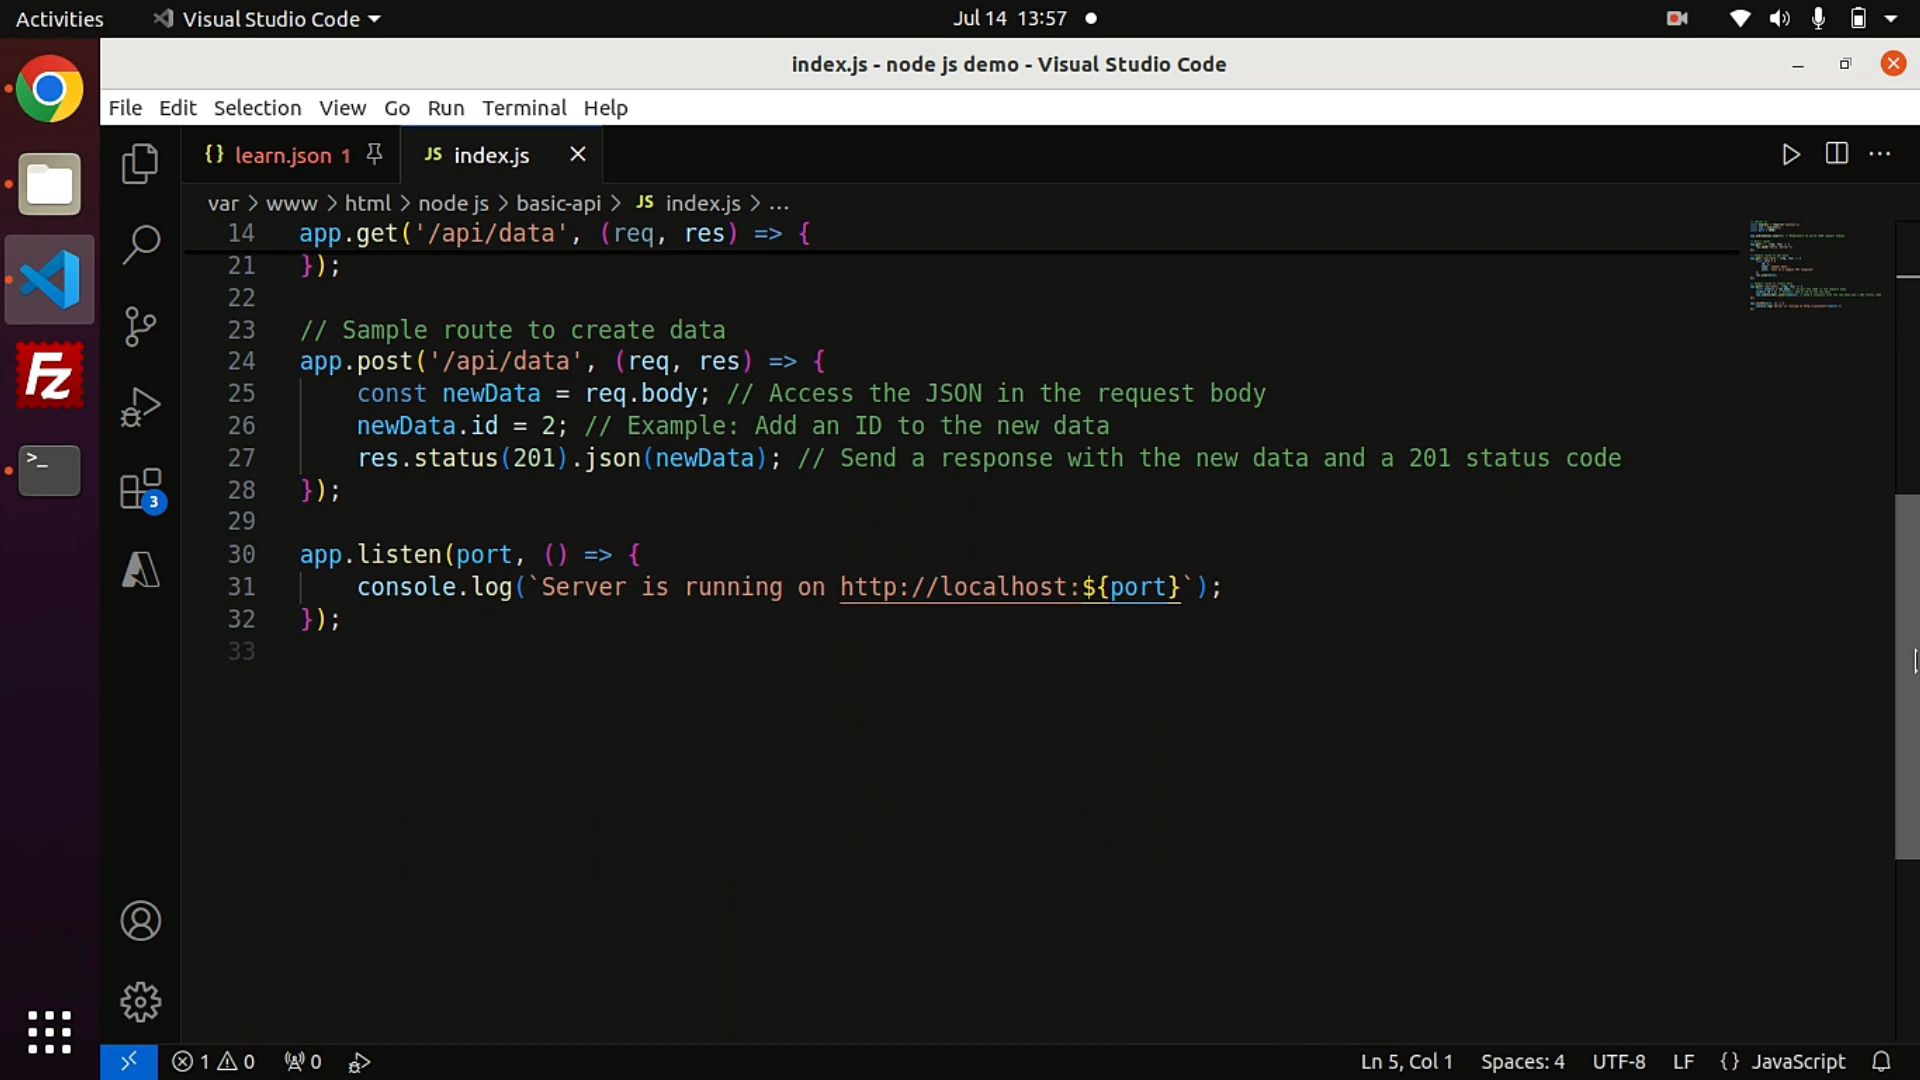 Activities Visual Studio Code Jul 14 13:57
index.js - node js demo - Visual Studio Code
File Edit Selection View Go Run Terminal Help
{} learn.json 1 JS index.js
var > www > html > node js > basic-api > JS index.js > ...
14 app.get('/api/data', (req, res) => {
21 });
22
23 // Sample route to create data
24 app.post('/api/data', (req, res) => {
25 const newData = req.body; // Access the JSON in the request body
26 newData.id = 2; // Example: Add an ID to the new data
27 res.status(201).json(newData); // Send a response with the new data and a 201 status code
28 });
29
30 app.listen(port, () => {
31 console.log(`Server is running on http://localhost:${port}`);
32 });
33
Fz
>_
3
1 0 0 Ln 5, Col 1 Spaces: 4 UTF-8 LF {} JavaScript